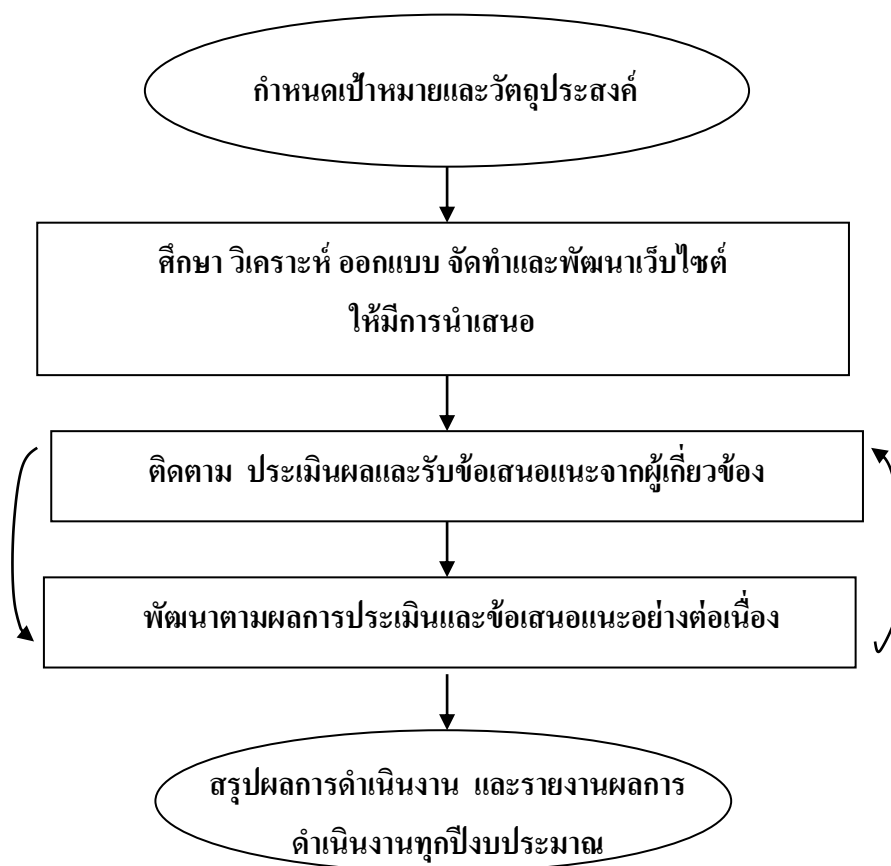 กำหนดเป้าหมายและวัตถุประสงค์
ศึกษา วิเคราะห์ ออกแบบ จัดทำและพัฒนาเว็บไซต์
ให้มีการนำเสนอ
ติดตาม ประเมินผลและรับข้อเสนอแนะจากผู้เกี่ยวข้อง
พัฒนาตามผลการประเมินและข้อเสนอแนะอย่างต่อเนื่อง
สรุปผลการดำเนินงาน และรายงานผลการ
ดำเนินงานทุกปีงบประมาณ